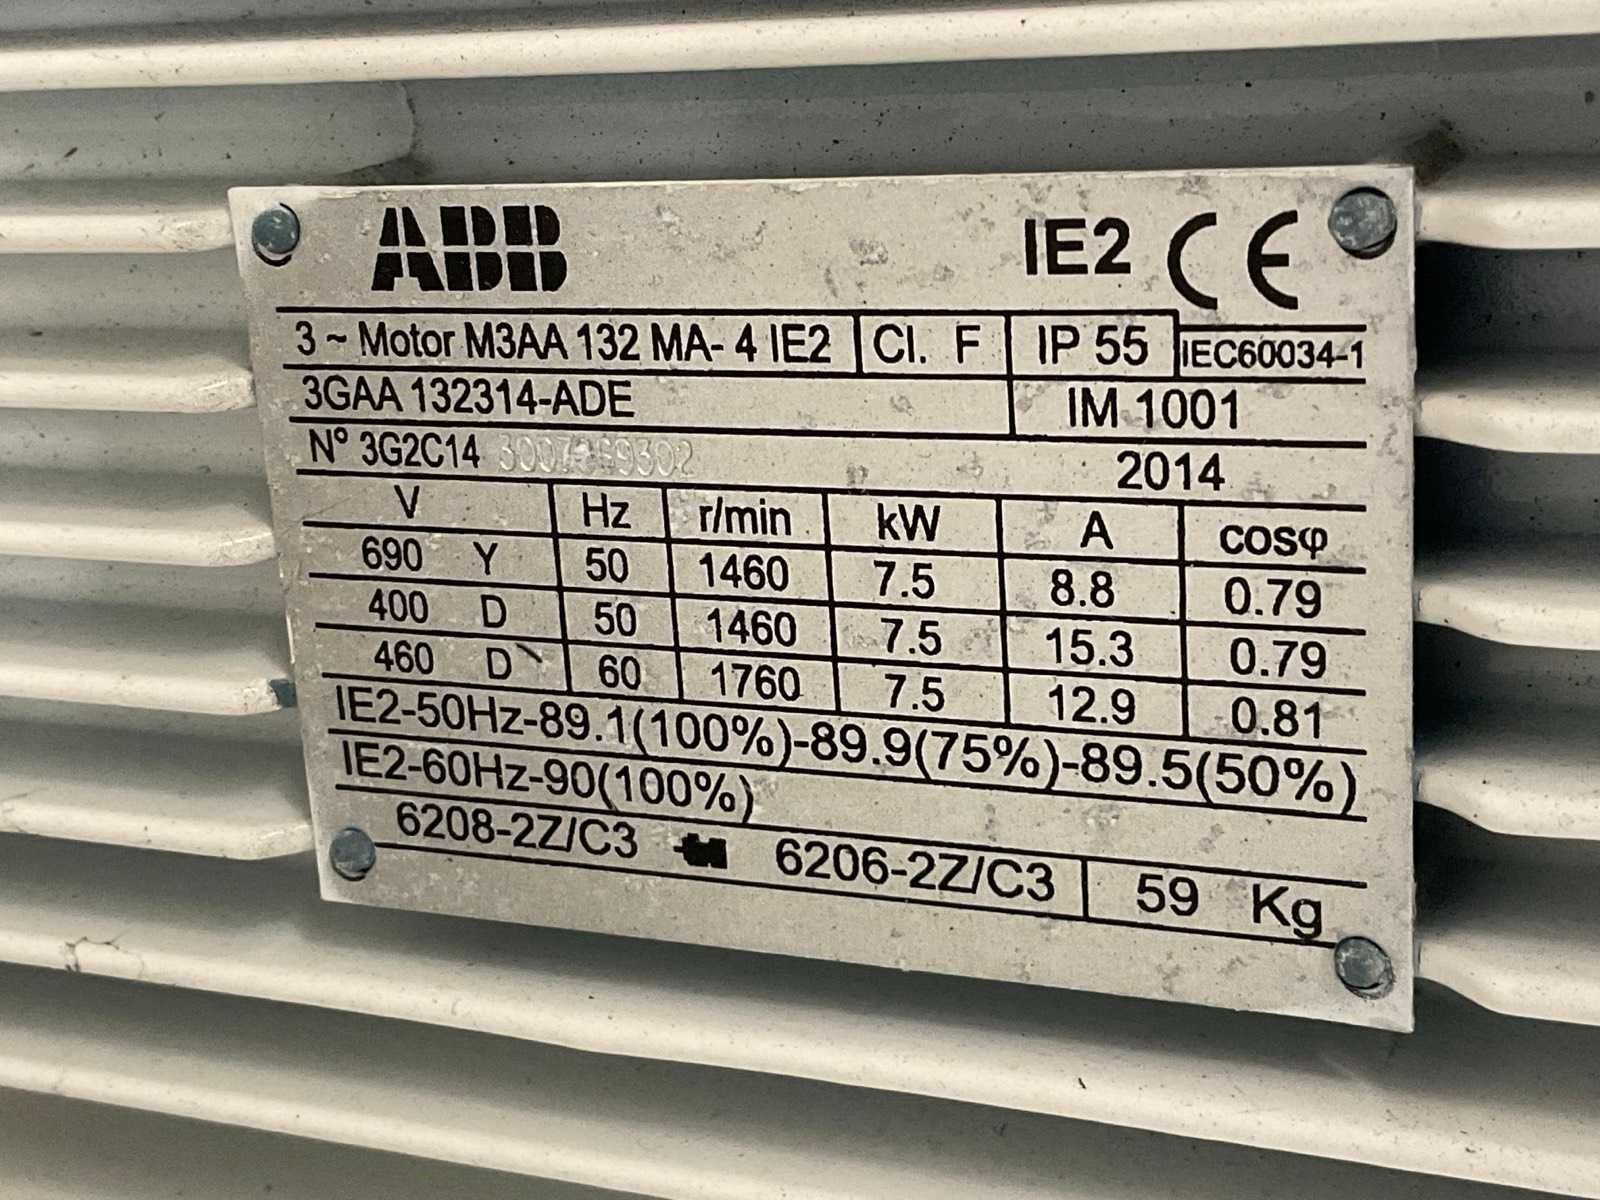 ABB IE2 CE
3 ~ Motor M3AA 132 MA- 4 IE2 Cl. F IP 55 IEC60034-1
3GAA 132314-ADE IM 1001
Nº 3G2C14 2014
V Hz r/min kW A cosφ
690 Y 50 1460 7.5 8.8 0.79
400 D 50 1460 7.5 15.3 0.79
460 D 60 1760 7.5 12.9 0.81
IE2-50Hz-89.1(100%)-89.9(75%)-89.5(50%)
IE2-60Hz-90(100%)
6208-2Z/C3 6206-2Z/C3 59 Kg